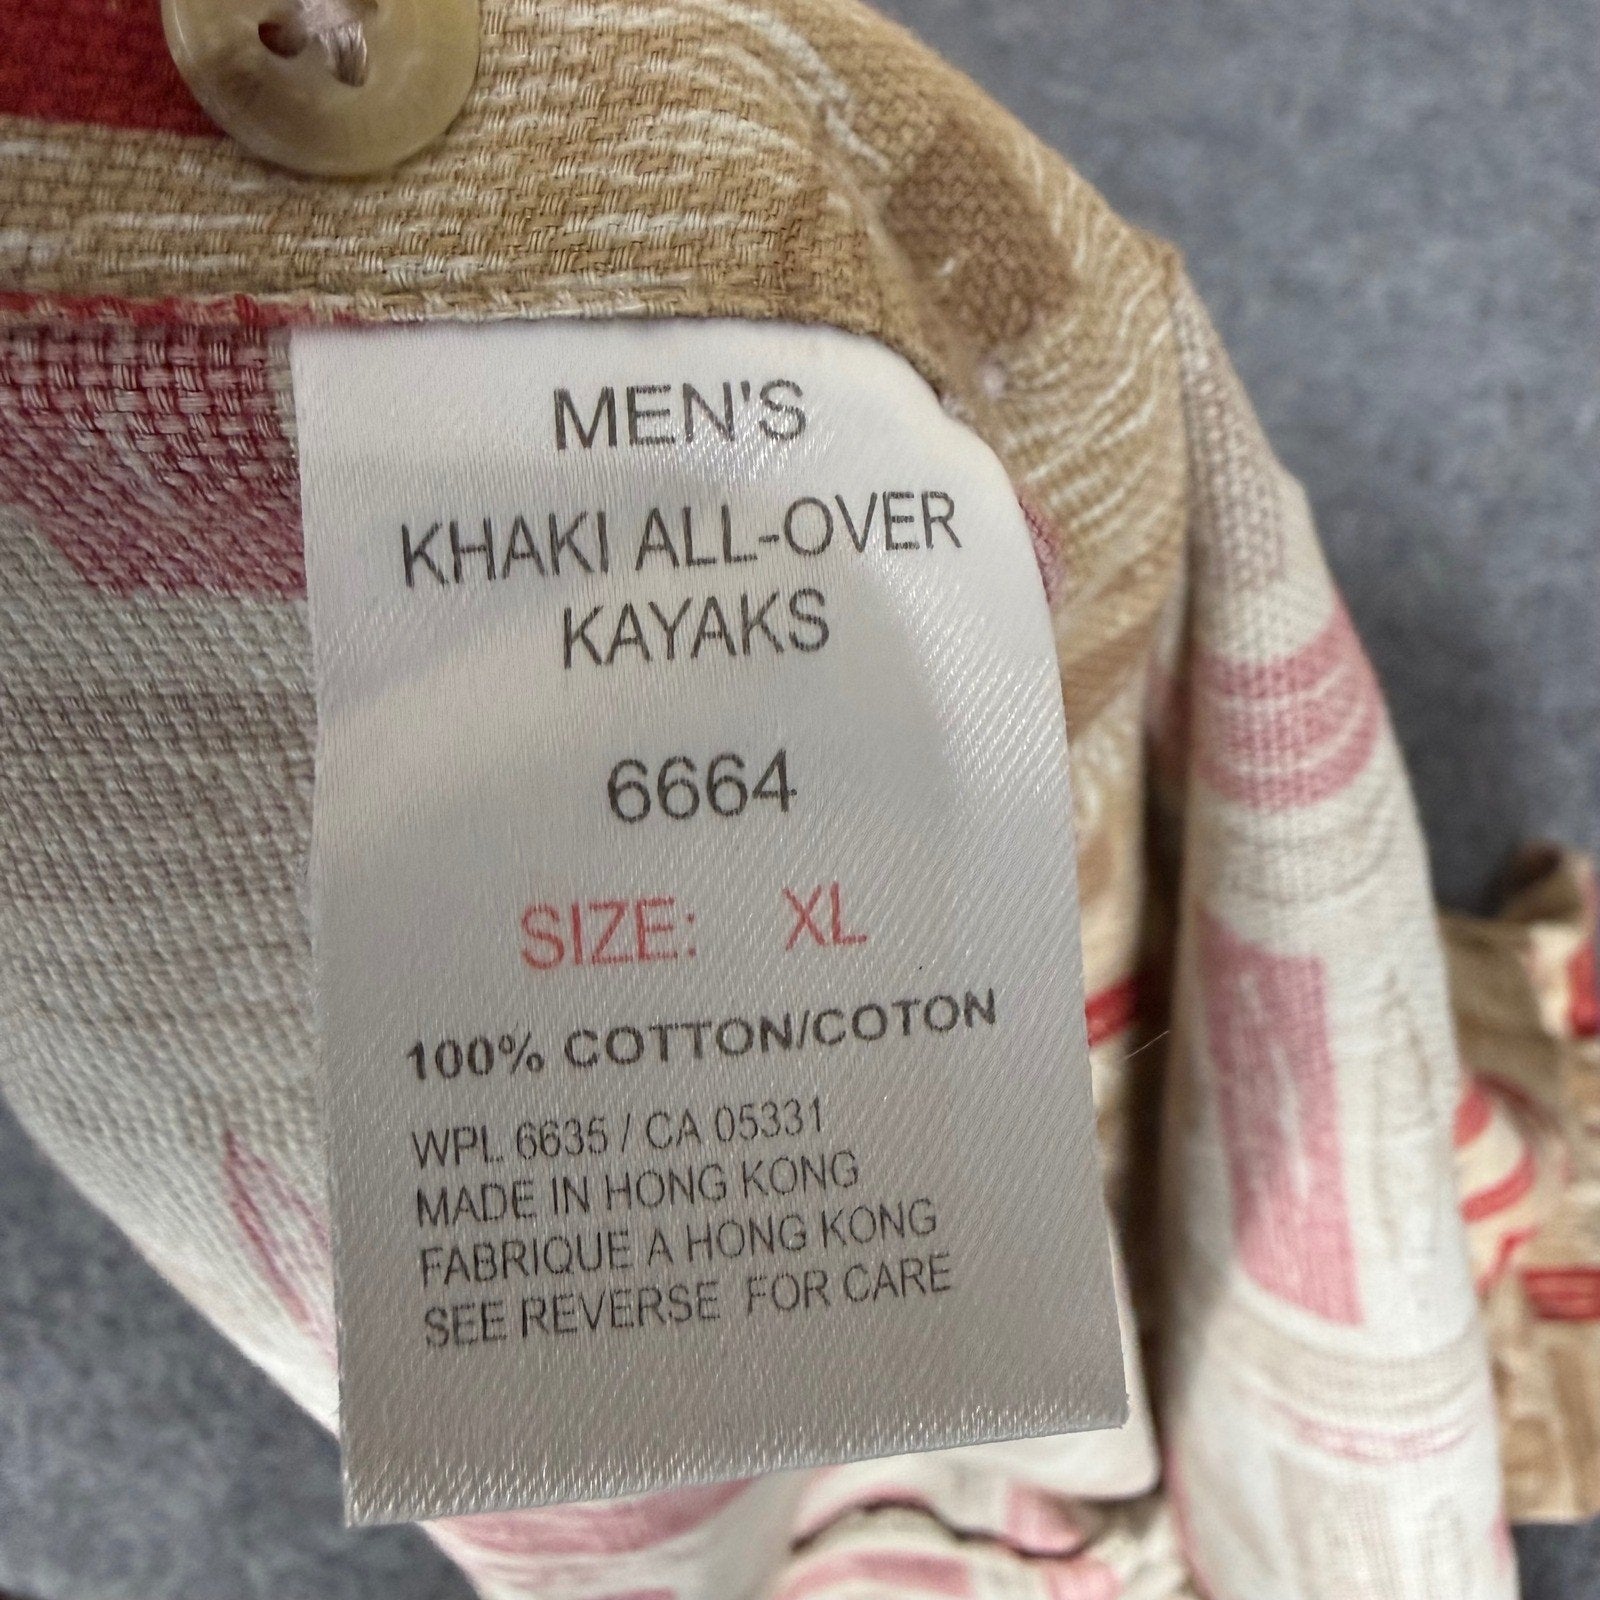 MEN'S
KHAKI ALL-OVER
KAYAKS
6664
SIZE: XL
100% COTTON/COTON
WPL 6635 / CA 05331
MADE IN HONG KONG
FABRIQUE A HONG KONG
SEE REVERSE FOR CARE